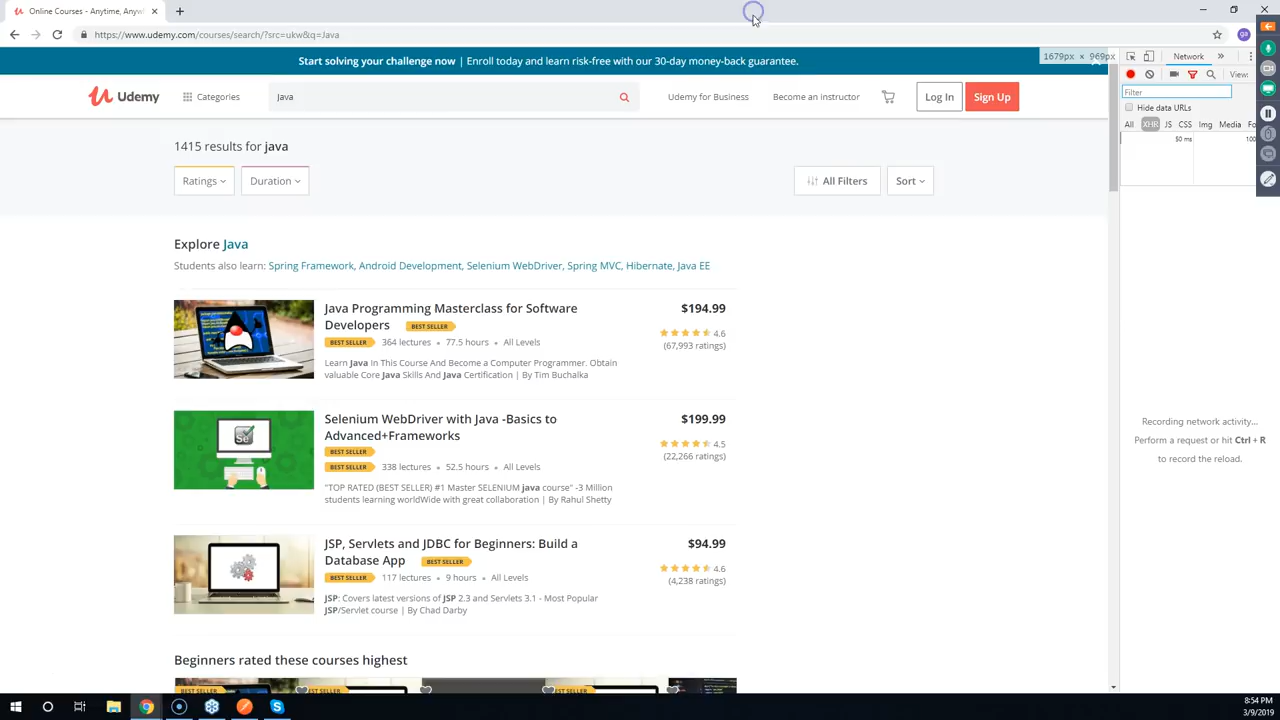 Online Courses - Anytime, Anyw
https://www.udemy.com/courses/search/?src=ukw&q=Java
Start solving your challenge now | Enroll today and learn risk-free with our 30-day money-back guarantee.
1679px × 969px
Network
View:
Filter
Hide data URLs
All XHR JS CSS Img Media Fo
Udemy
Categories
Java
Udemy for Business
Become an instructor
Log In
Sign Up
1415 results for java
Ratings
Duration
All Filters
Sort
Explore Java
Students also learn: Spring Framework, Android Development, Selenium WebDriver, Spring MVC, Hibernate, Java EE
Java Programming Masterclass for Software
Developers BEST SELLER
BEST SELLER 364 lectures • 77.5 hours • All Levels
Learn Java In This Course And Become a Computer Programmer. Obtain
valuable Core Java Skills And Java Certification | By Tim Buchalka
$194.99
4.6
(67,993 ratings)
Selenium WebDriver with Java -Basics to
Advanced+Frameworks
BEST SELLER
BEST SELLER 338 lectures • 52.5 hours • All Levels
"TOP RATED (BEST SELLER) #1 Master SELENIUM java course" -3 Million
students learning worldWide with great collaboration | By Rahul Shetty
$199.99
4.5
(22,266 ratings)
JSP, Servlets and JDBC for Beginners: Build a
Database App BEST SELLER
BEST SELLER 117 lectures • 9 hours • All Levels
JSP: Covers latest versions of JSP 2.3 and Servlets 3.1 - Most Popular
JSP/Servlet course | By Chad Darby
$94.99
4.6
(4,238 ratings)
Beginners rated these courses highest
BEST SELLER
BEST SELLER
BEST SELLER
Recording network activity...
Perform a request or hit Ctrl + R
to record the reload.
8:54 PM
3/9/2019